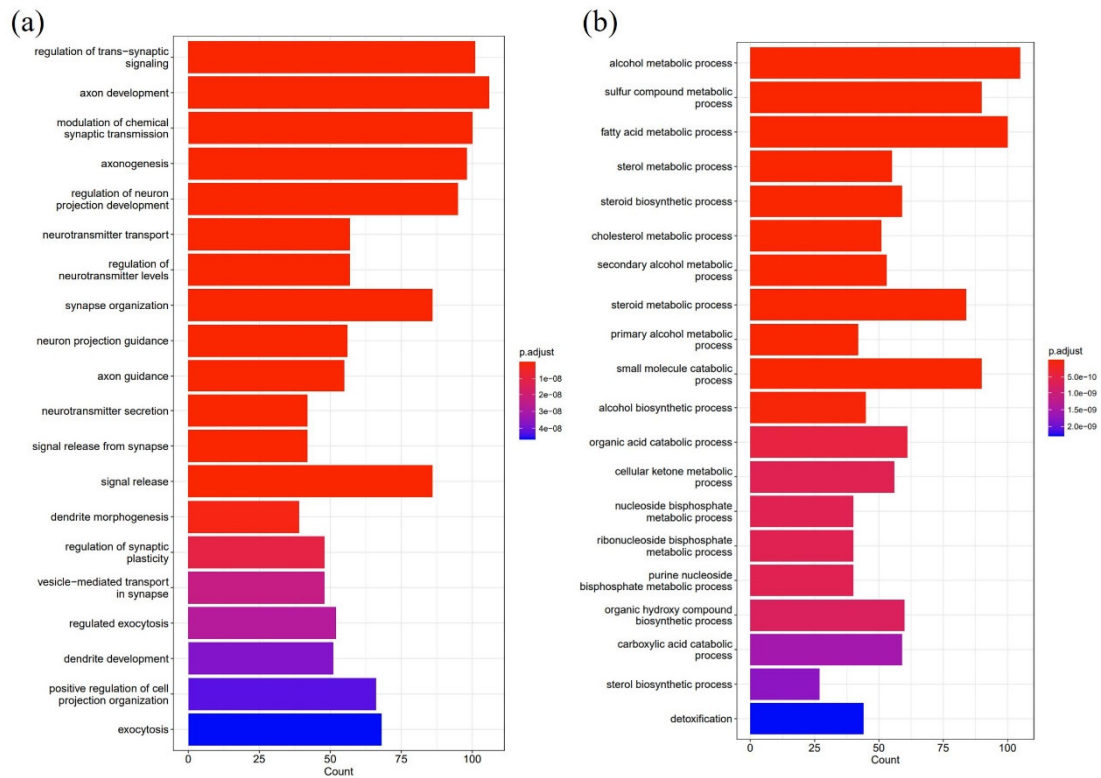 (a)
regulation of trans−synaptic
signaling
axon development
modulation of chemical
synaptic transmission
axonogenesis
regulation of neuron
projection development
neurotransmitter transport
regulation of
neurotransmitter levels
synapse organization
neuron projection guidance
axon guidance
neurotransmitter secretion
signal release from synapse
signal release
dendrite morphogenesis
regulation of synaptic
plasticity
vesicle−mediated transport
in synapse
regulated exocytosis
dendrite development
positive regulation of cell
projection organization
exocytosis
0 25 50 75 100
Count
p.adjust
1e−08
2e−08
3e−08
4e−08
(b)
alcohol metabolic process
sulfur compound metabolic
process
fatty acid metabolic process
sterol metabolic process
steroid biosynthetic process
cholesterol metabolic process
secondary alcohol metabolic
process
steroid metabolic process
primary alcohol metabolic
process
small molecule catabolic
process
alcohol biosynthetic process
organic acid catabolic process
cellular ketone metabolic
process
nucleoside bisphosphate
metabolic process
ribonucleoside bisphosphate
metabolic process
purine nucleoside
bisphosphate metabolic process
organic hydroxy compound
biosynthetic process
carboxylic acid catabolic
process
sterol biosynthetic process
detoxification
0 25 50 75 100
Count
p.adjust
5.0e−10
1.0e−09
1.5e−09
2.0e−09